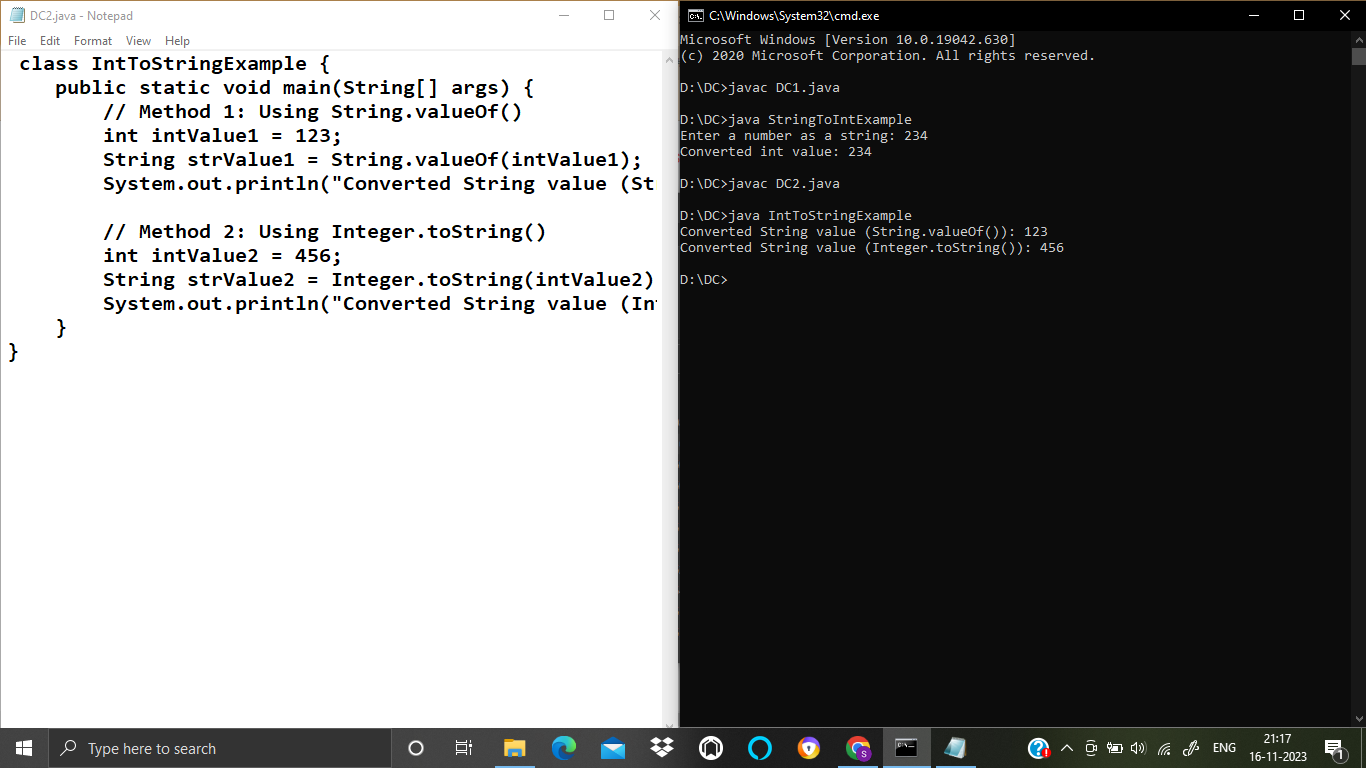 DC2.java - Notepad
File Edit Format View Help
class IntToStringExample {
public static void main(String[] args) {
// Method 1: Using String.valueOf()
int intValue1 = 123;
String strValue1 = String.valueOf(intValue1);
System.out.println("Converted String value (St
// Method 2: Using Integer.toString()
int intValue2 = 456;
String strValue2 = Integer.toString(intValue2)
System.out.println("Converted String value (In
}
}
C:\Windows\System32\cmd.exe
Microsoft Windows [Version 10.0.19042.630]
(c) 2020 Microsoft Corporation. All rights reserved.
D:\DC>javac DC1.java
D:\DC>java StringToIntExample
Enter a number as a string: 234
Converted int value: 234
D:\DC>javac DC2.java
D:\DC>java IntToStringExample
Converted String value (String.valueOf()): 123
Converted String value (Integer.toString()): 456
D:\DC>
Type here to search
ENG
21:17
16-11-2023
1